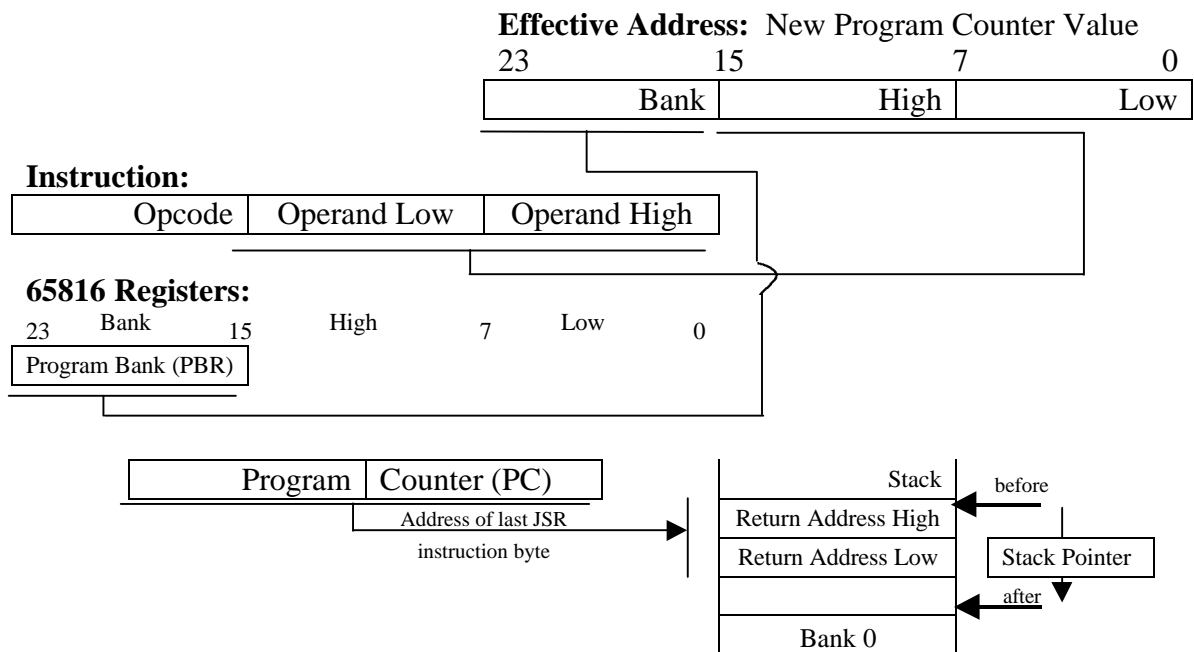 Effective Address: New Program Counter Value
23 15 7 0
Bank High Low
Instruction:
Opcode Operand Low Operand High
65816 Registers:
23 Bank 15 High 7 Low 0
Program Bank (PBR)
Program Counter (PC)
Address of last JSR
instruction byte
Stack
before
Return Address High
Return Address Low
Stack Pointer
after
Bank 0